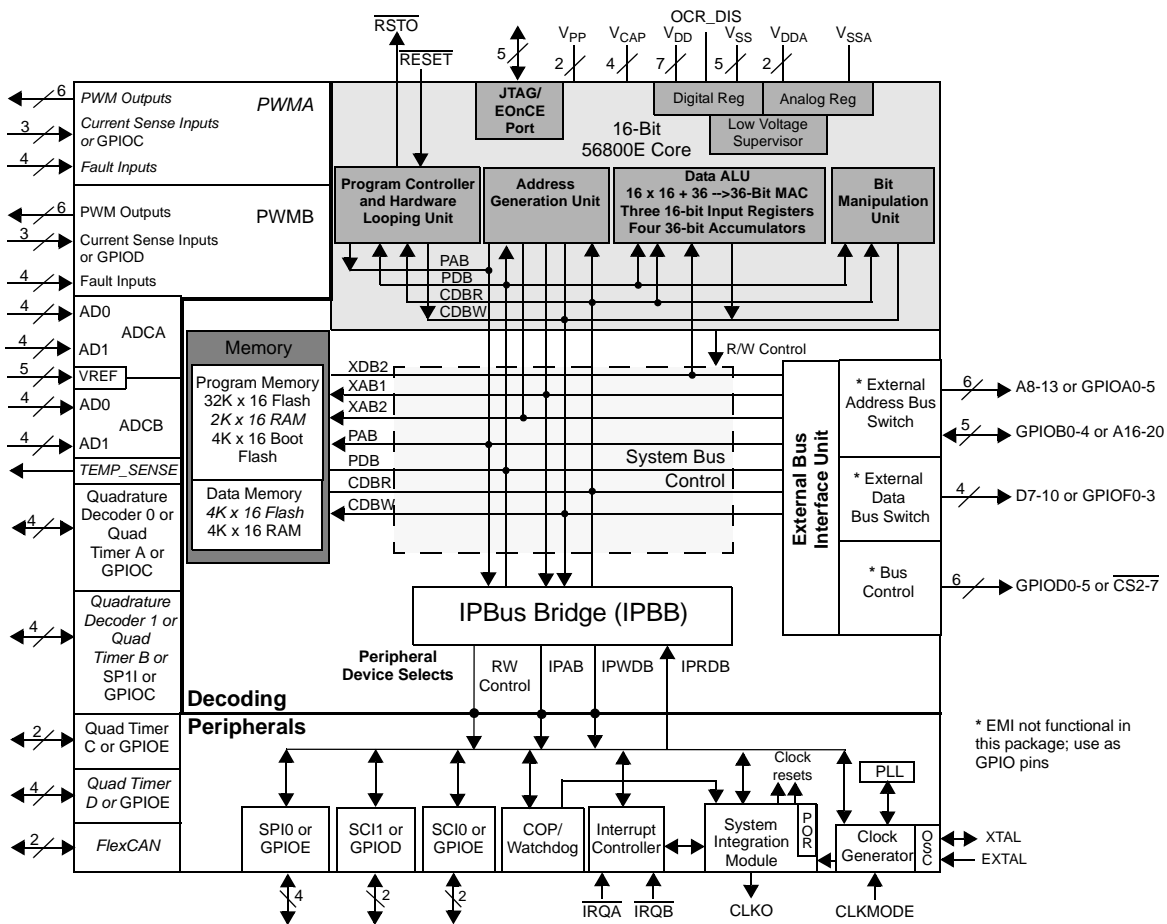 RSTO
RESET
5
V PP
2
V CAP
4
V DD
7
OCR_DIS
V SS
5
V DDA
2
V SSA
JTAG/
EOnCE
Port
Digital Reg
Analog Reg
Low Voltage
Supervisor
16-Bit
56800E Core
Program Controller
and Hardware
Looping Unit
Address
Generation Unit
Data ALU
16 x 16 + 36 -->36-Bit MAC
Three 16-bit Input Registers
Four 36-bit Accumulators
Bit
Manipulation
Unit
PAB
PDB
CDBR
CDBW
6
PWM Outputs
PWMA
3
Current Sense Inputs
or GPIOC
4
Fault Inputs
6
PWM Outputs
PWMB
3
Current Sense Inputs
or GPIOD
4
Fault Inputs
4
AD0
ADCA
4
AD1
5
VREF
4
AD0
ADCB
4
AD1
TEMP_SENSE
4
Quadrature
Decoder 0 or
Quad
Timer A or
GPIOC
4
Quadrature
Decoder 1 or
Quad
Timer B or
SP1I or
GPIOC
2
Quad Timer
C or GPIOE
4
Quad Timer
D or GPIOE
2
FlexCAN
Memory
Program Memory
32K x 16 Flash
2K x 16 RAM
4K x 16 Boot
Flash
Data Memory
4K x 16 Flash
4K x 16 RAM
XDB2
XAB1
XAB2
PAB
PDB
CDBR
CDBW
R/W Control
System Bus
Control
External Bus
Interface Unit
* External
Address Bus
Switch
* External
Data
Bus Switch
* Bus
Control
6
A8-13 or GPIOA0-5
5
GPIOB0-4 or A16-20
4
D7-10 or GPIOF0-3
6
GPIOD0-5 or CS2-7
IPBus Bridge (IPBB)
Peripheral
Device Selects
RW
Control
IPAB
IPWDB
IPRDB
Decoding
Peripherals
* EMI not functional in
this package; use as
GPIO pins
Clock
resets
PLL
SPI0 or
GPIOE
SCI1 or
GPIOD
SCI0 or
GPIOE
COP/
Watchdog
Interrupt
Controller
System
Integration
Module
POR
Clock
Generator
OSC
XTAL
EXTAL
4
2
2
IRQA
IRQB
CLKO
CLKMODE